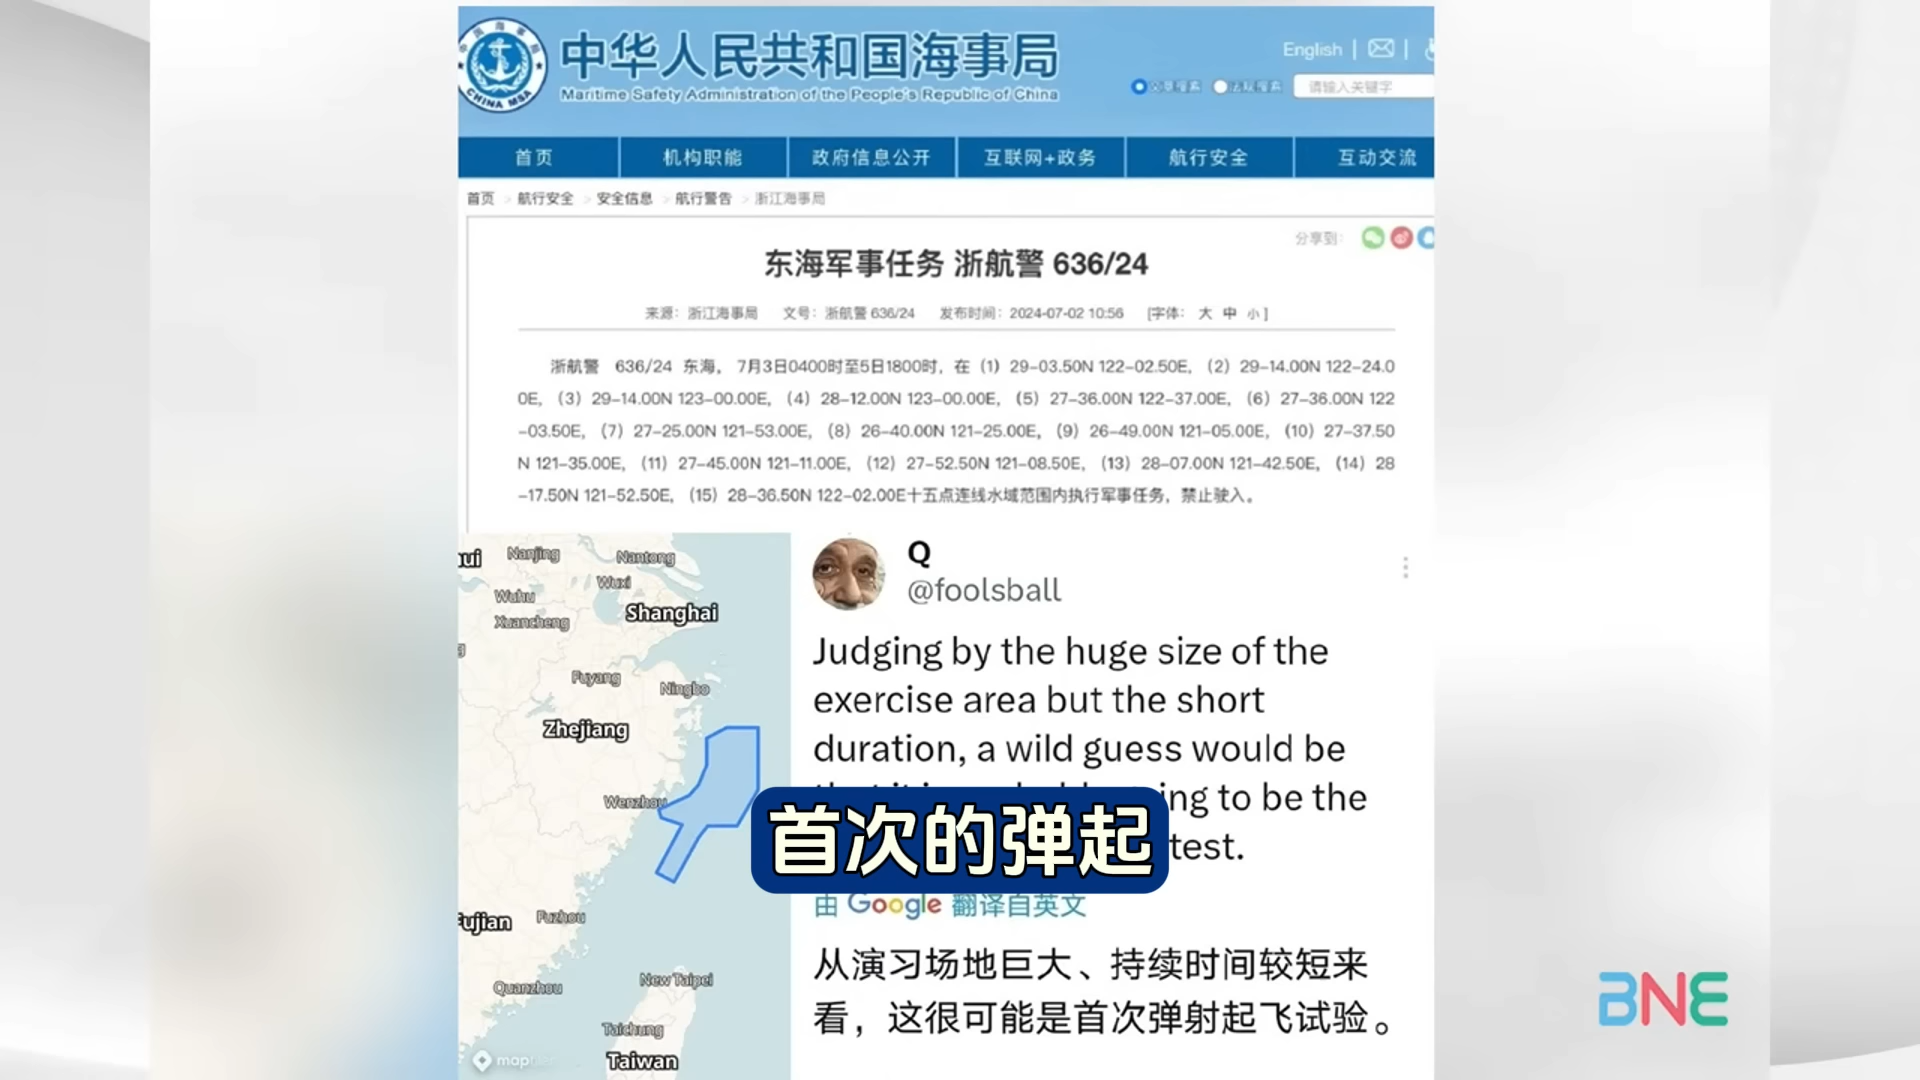 中华人民共和国海事局
Maritime Safety Administration of the People's Republic of China
CHINA MSA
English
请输入关键字
首页 机构职能 政府信息公开 互联网+政务 航行安全 互动交流
首页 > 航行安全 > 安全信息 > 航行警告 > 浙江海事局
分享到:
东海军事任务 浙航警 636/24
来源: 浙江海事局 文号: 浙航警 636/24 发布时间: 2024-07-02 10:56 [字体: 大 中 小]
浙航警 636/24 东海, 7月3日0400时至5日1800时, 在 (1) 29-03.50N 122-02.50E, (2) 29-14.00N 122-24.0
0E, (3) 29-14.00N 123-00.00E, (4) 28-12.00N 123-00.00E, (5) 27-36.00N 122-37.00E, (6) 27-36.00N 122
-03.50E, (7) 27-25.00N 121-53.00E, (8) 26-40.00N 121-25.00E, (9) 26-49.00N 121-05.00E, (10) 27-37.50
N 121-35.00E, (11) 27-45.00N 121-11.00E, (12) 27-52.50N 121-08.50E, (13) 28-07.00N 121-42.50E, (14) 28
-17.50N 121-52.50E, (15) 28-36.50N 122-02.00E十五点连线水域范围内执行军事任务, 禁止驶入。
Nanjing
Nantong
Wuxi
Wuhu
Shanghai
Xuancheng
Fuyang
Ningbo
Zhejiang
Wenzhou
Fujian
Fuzhou
New Taipei
Quanzhou
Taichung
Taiwan
Q
@foolsball
Judging by the huge size of the
exercise area but the short
duration, a wild guess would be
ing to be the
test.
首次的弹起
由 Google 翻译自英文
从演习场地巨大、持续时间较短来
看，这很可能是首次弹射起飞试验。
BNE